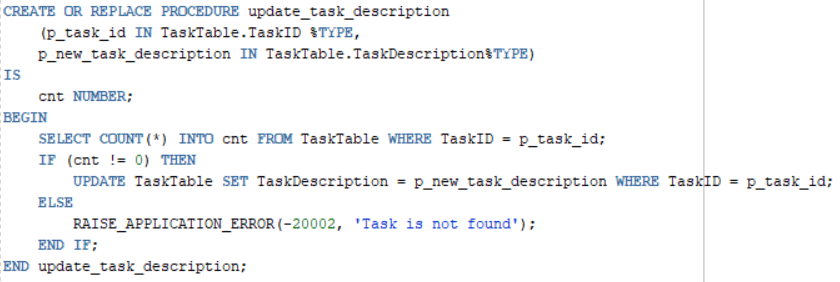 CREATE OR REPLACE PROCEDURE update_task_description
    (p_task_id IN TaskTable.TaskID %TYPE,
    p_new_task_description IN TaskTable.TaskDescription%TYPE)
IS
    cnt NUMBER;
BEGIN
    SELECT COUNT(*) INTO cnt FROM TaskTable WHERE TaskID = p_task_id;
    IF (cnt != 0) THEN
        UPDATE TaskTable SET TaskDescription = p_new_task_description WHERE TaskID = p_task_id;
    ELSE
        RAISE_APPLICATION_ERROR(-20002, 'Task is not found');
    END IF;
END update_task_description;